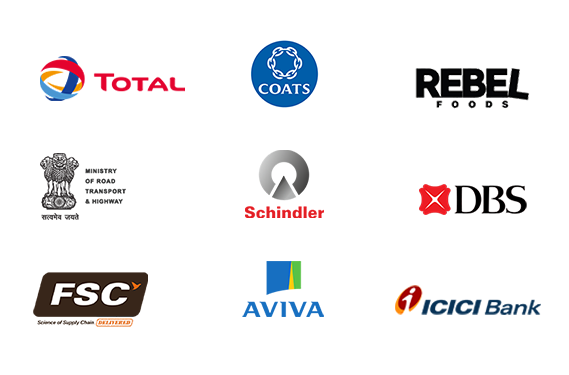 TOTAL
COATS
REBEL
FOODS
MINISTRY
OF ROAD
TRANSPORT
& HIGHWAY
सत्यमेव जयते
Schindler
DBS
FSC
Science of Supply Chain DELIVERED
AVIVA
ICICI Bank